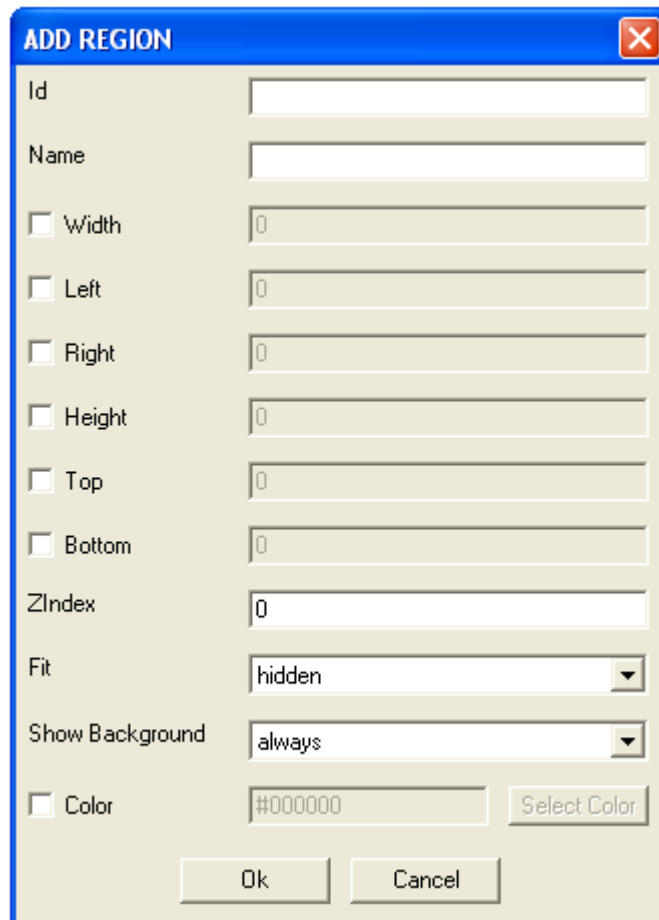 ADD REGION
Id
Name
Width 0
Left 0
Right 0
Height 0
Top 0
Bottom 0
ZIndex 0
Fit hidden
Show Background always
Color #000000 Select Color
Ok Cancel